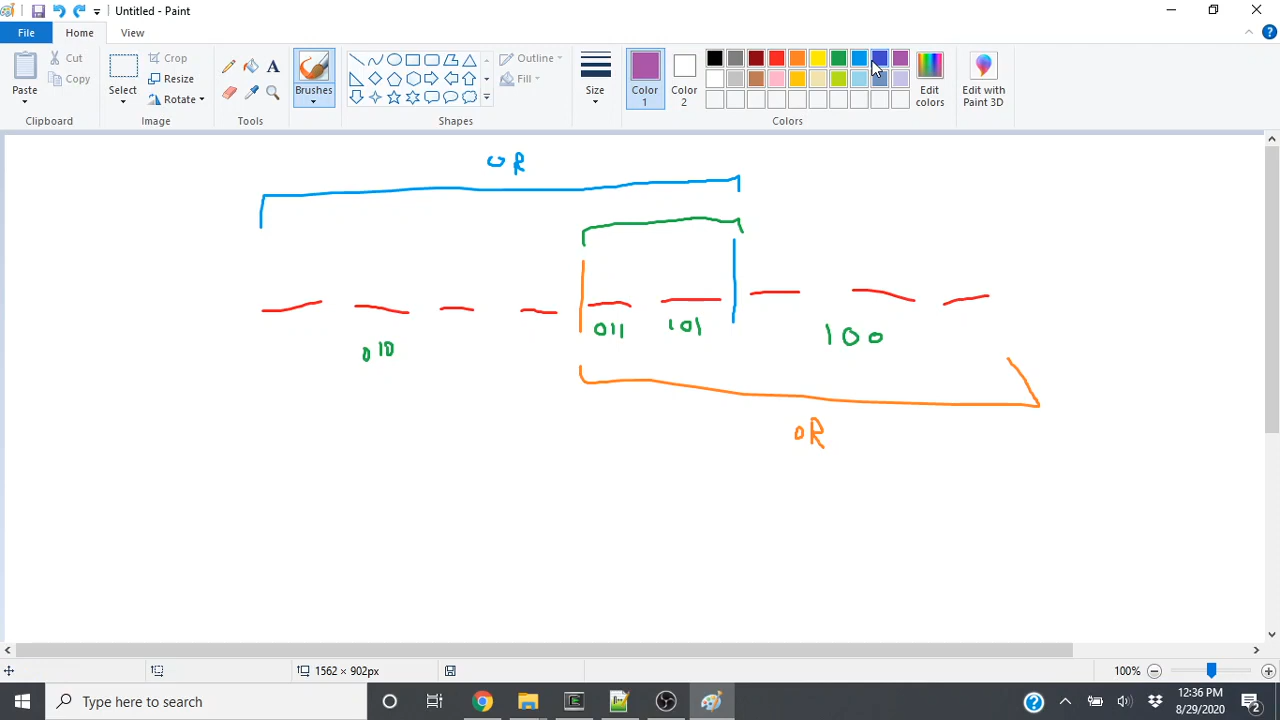 Untitled - Paint
File Home View
Paste
Cut
Copy
Clipboard
Select
Crop
Resize
Rotate
Image
A
Tools
Brushes
Outline
Fill
Shapes
Size
Color 1
Color 2
Edit colors
Colors
Edit with Paint 3D
OR
011 101 100
010
OR
1562 × 902px
100%
Type here to search
12:36 PM
8/29/2020
2